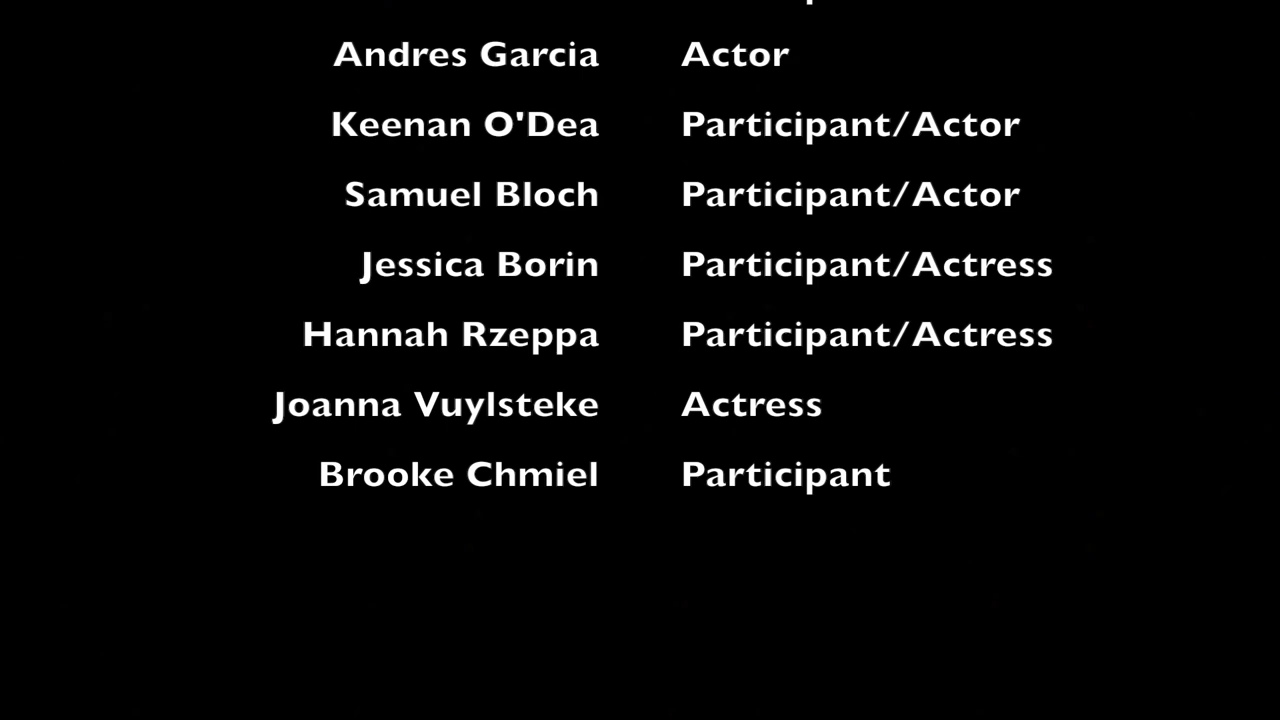 Andres Garcia Actor
Keenan O'Dea Participant/Actor
Samuel Bloch Participant/Actor
Jessica Borin Participant/Actress
Hannah Rzeppa Participant/Actress
Joanna Vuylsteke Actress
Brooke Chmiel Participant